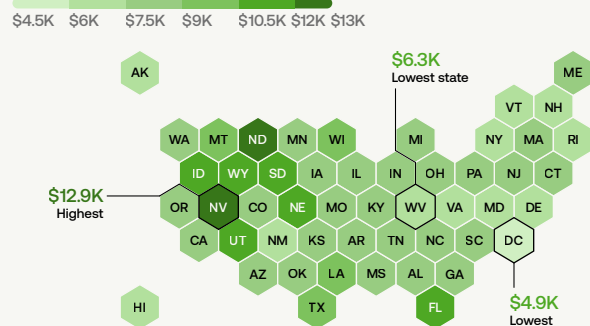 $4.5K $6K $7.5K $9K $10.5K $12K $13K
$6.3K
Lowest state
AK
ME
VT NH
WA MT ND MN WI MI NY MA RI
ID WY SD IA IL IN OH PA NJ CT
$12.9K
Highest
OR NV CO NE MO KY WV VA MD DE
CA UT NM KS AR TN NC SC DC
AZ OK LA MS AL GA
HI TX FL
$4.9K
Lowest